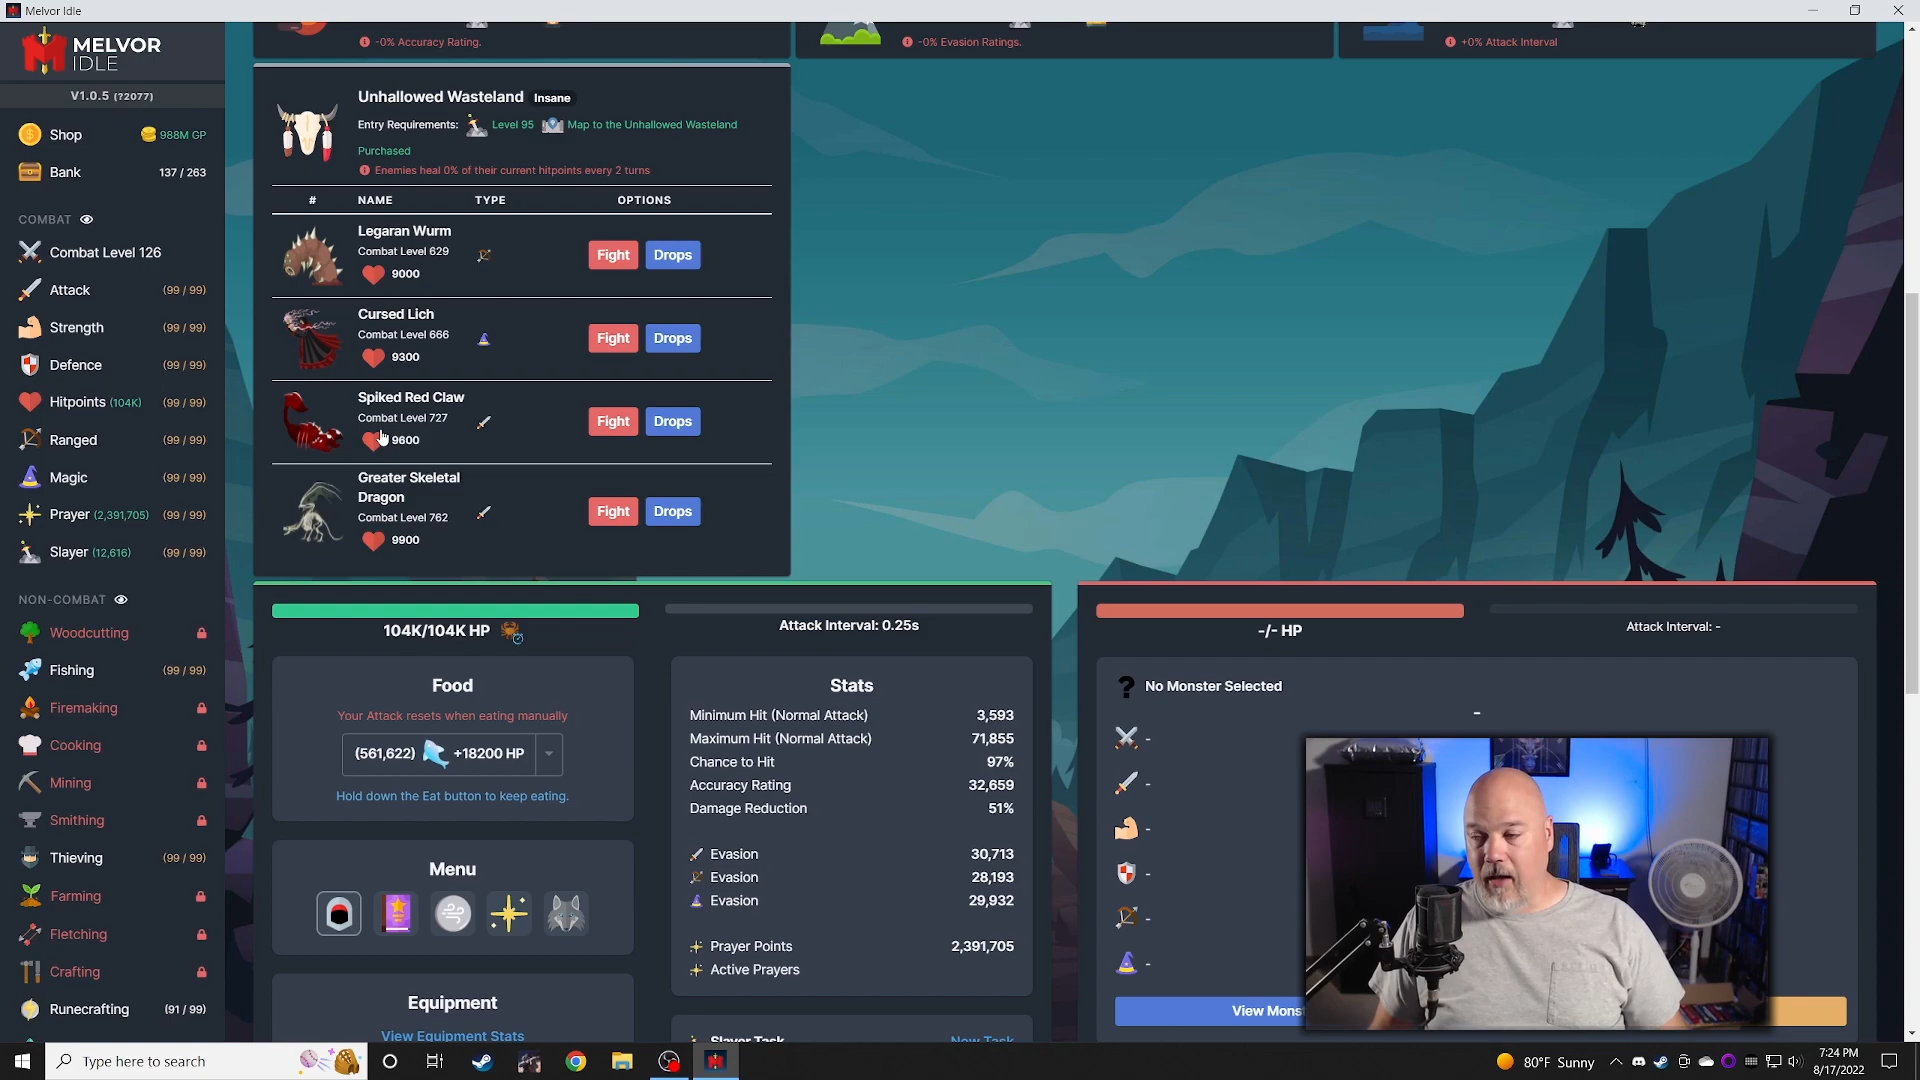 Melvor Idle
MELVOR
IDLE
V1.0.5 (?2077)
Shop 988M GP
Bank 137 / 263
COMBAT
Combat Level 126
Attack (99 / 99)
Strength (99 / 99)
Defence (99 / 99)
Hitpoints (104K) (99 / 99)
Ranged (99 / 99)
Magic (99 / 99)
Prayer (2,391,705) (99 / 99)
Slayer (12,616) (99 / 99)
NON-COMBAT
Woodcutting
Fishing (99 / 99)
Firemaking
Cooking
Mining
Smithing
Thieving (99 / 99)
Farming
Fletching
Crafting
Runecrafting (91 / 99)
-0% Accuracy Rating.
-0% Evasion Ratings.
+0% Attack Interval
Unhallowed Wasteland Insane
Entry Requirements: Level 95 Map to the Unhallowed Wasteland
Purchased
Enemies heal 0% of their current hitpoints every 2 turns
# NAME TYPE OPTIONS
Legaran Wurm
Combat Level 629
9000
Fight Drops
Cursed Lich
Combat Level 666
9300
Fight Drops
Spiked Red Claw
Combat Level 727
9600
Fight Drops
Greater Skeletal
Dragon
Combat Level 762
9900
Fight Drops
104K/104K HP
Attack Interval: 0.25s
Food
Your Attack resets when eating manually
(561,622) +18200 HP
Hold down the Eat button to keep eating.
Menu
Equipment
View Equipment Stats
Stats
Minimum Hit (Normal Attack) 3,593
Maximum Hit (Normal Attack) 71,855
Chance to Hit 97%
Accuracy Rating 32,659
Damage Reduction 51%
Evasion 30,713
Evasion 28,193
Evasion 29,932
Prayer Points 2,391,705
Active Prayers
Slayer Task New Task
-/- HP
Attack Interval: -
No Monster Selected
-
-
-
-
-
-
-
View Monst
Type here to search
80°F Sunny
7:24 PM
8/17/2022